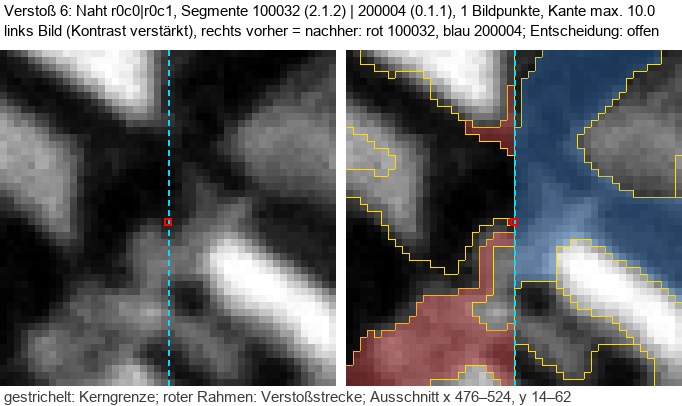 Verstoß 6: Naht r0c0|r0c1, Segmente 100032 (2.1.2) | 200004 (0.1.1), 1 Bildpunkte, Kante max. 10.0
links Bild (Kontrast verstärkt), rechts vorher = nachher: rot 100032, blau 200004; Entscheidung: offen
gestrichelt: Kerngrenze; roter Rahmen: Verstoßstrecke; Ausschnitt x 476–524, y 14–62